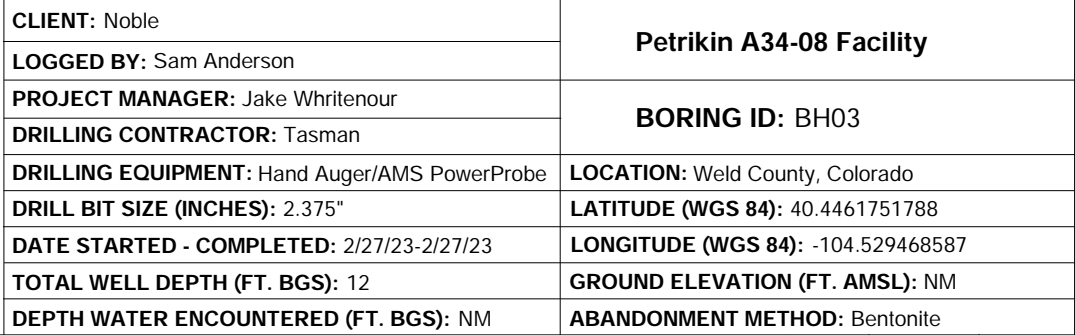 CLIENT: Noble
Petrikin A34-08 Facility
LOGGED BY: Sam Anderson
PROJECT MANAGER: Jake Whritenour
BORING ID: BH03
DRILLING CONTRACTOR: Tasman
DRILLING EQUIPMENT: Hand Auger/AMS PowerProbe
LOCATION: Weld County, Colorado
DRILL BIT SIZE (INCHES): 2.375"
LATITUDE (WGS 84): 40.4461751788
DATE STARTED - COMPLETED: 2/27/23-2/27/23
LONGITUDE (WGS 84): -104.529468587
TOTAL WELL DEPTH (FT. BGS): 12
GROUND ELEVATION (FT. AMSL): NM
DEPTH WATER ENCOUNTERED (FT. BGS): NM
ABANDONMENT METHOD: Bentonite